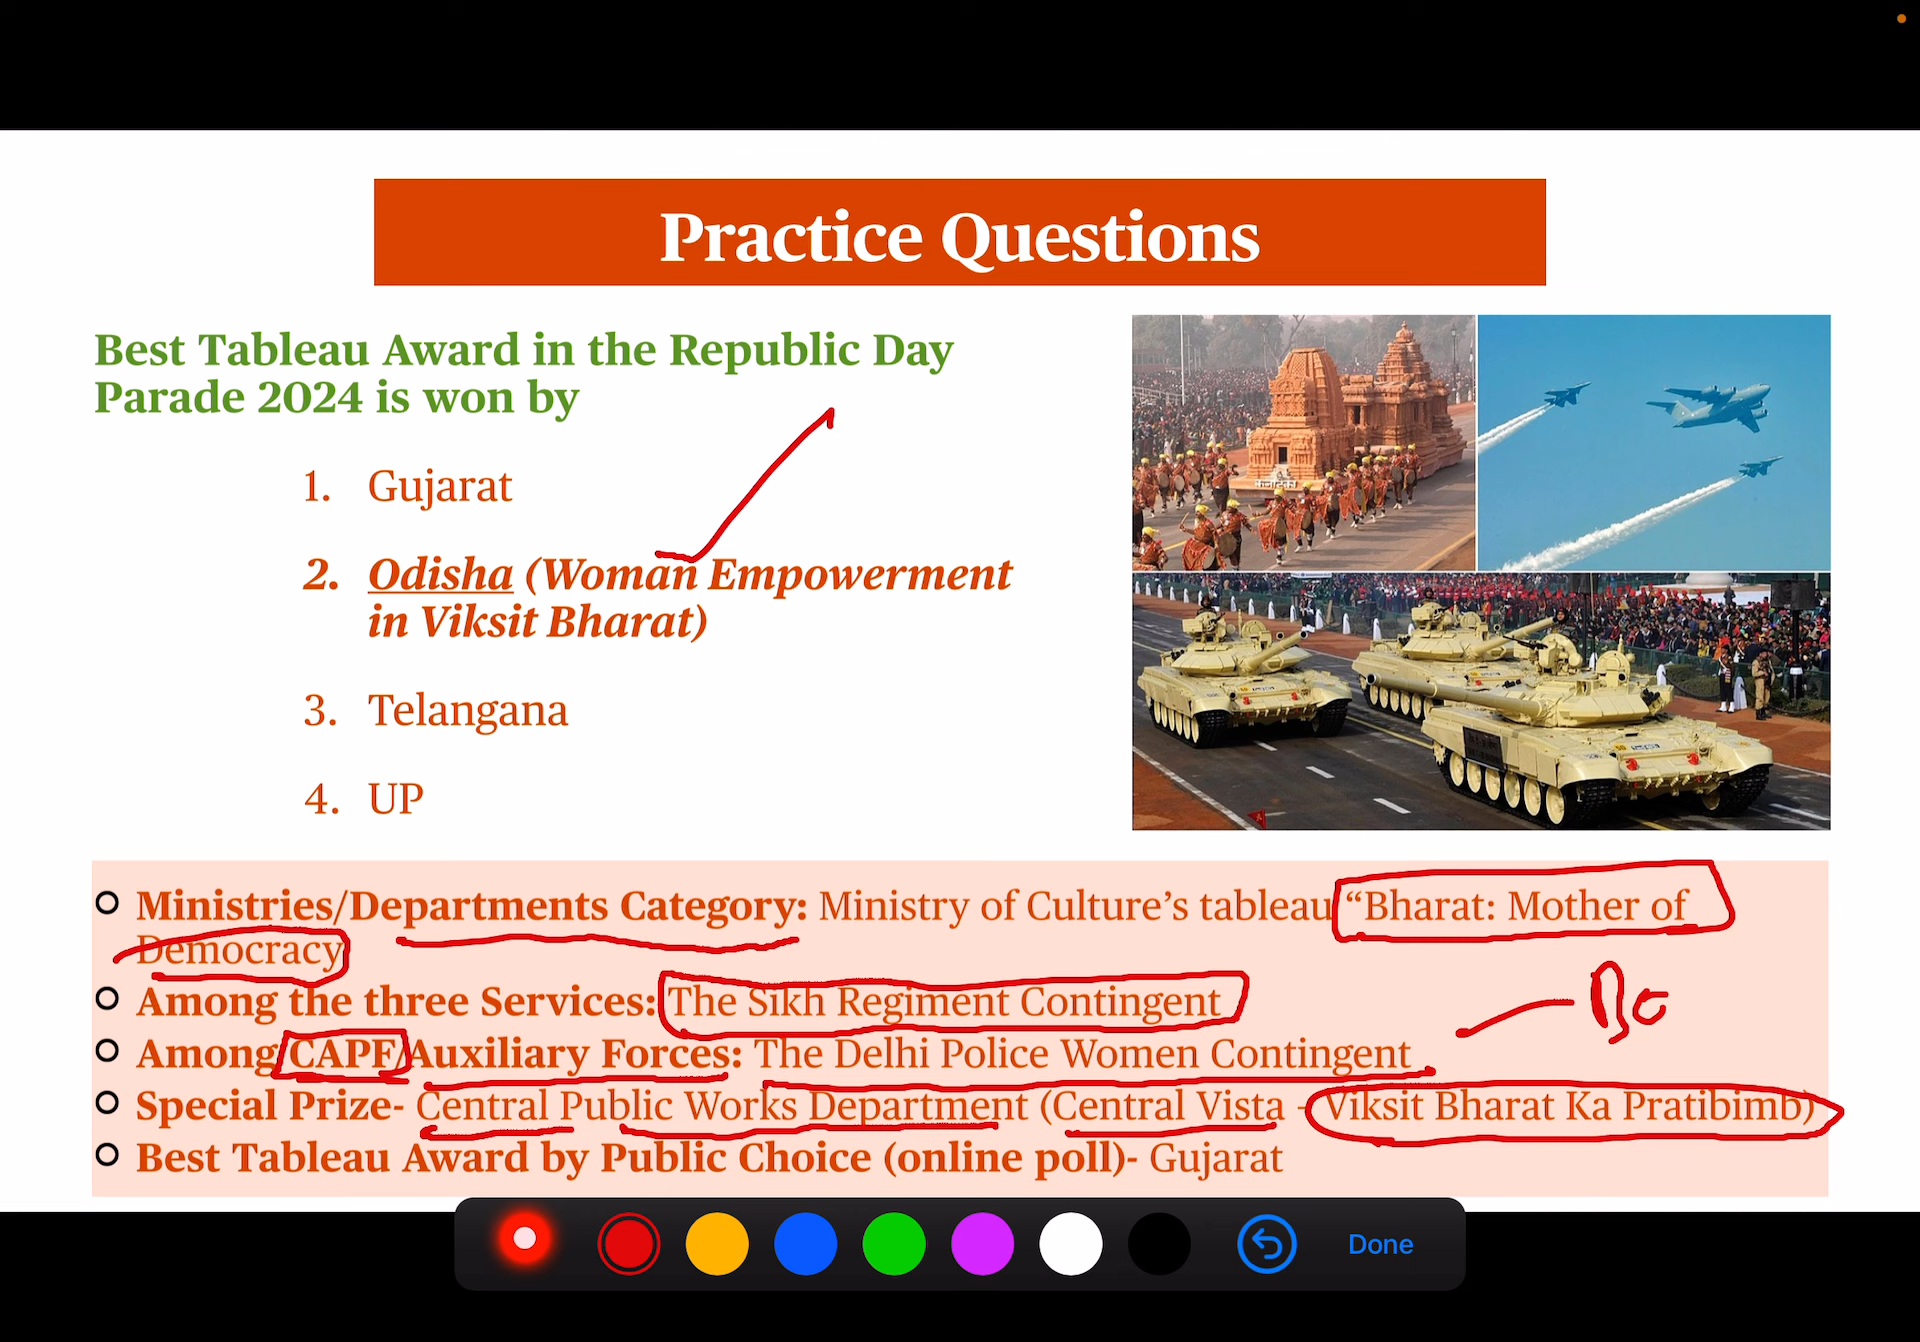 Practice Questions
Best Tableau Award in the Republic Day
Parade 2024 is won by
1. Gujarat
2. Odisha (Woman Empowerment
in Viksit Bharat)
3. Telangana
4. UP
Ministries/Departments Category: Ministry of Culture’s tableau “Bharat: Mother of
Democracy
Among the three Services: The Sikh Regiment Contingent
Among CAPF/Auxiliary Forces: The Delhi Police Women Contingent
Special Prize- Central Public Works Department (Central Vista - Viksit Bharat Ka Pratibimb)
Best Tableau Award by Public Choice (online poll)- Gujarat
Done